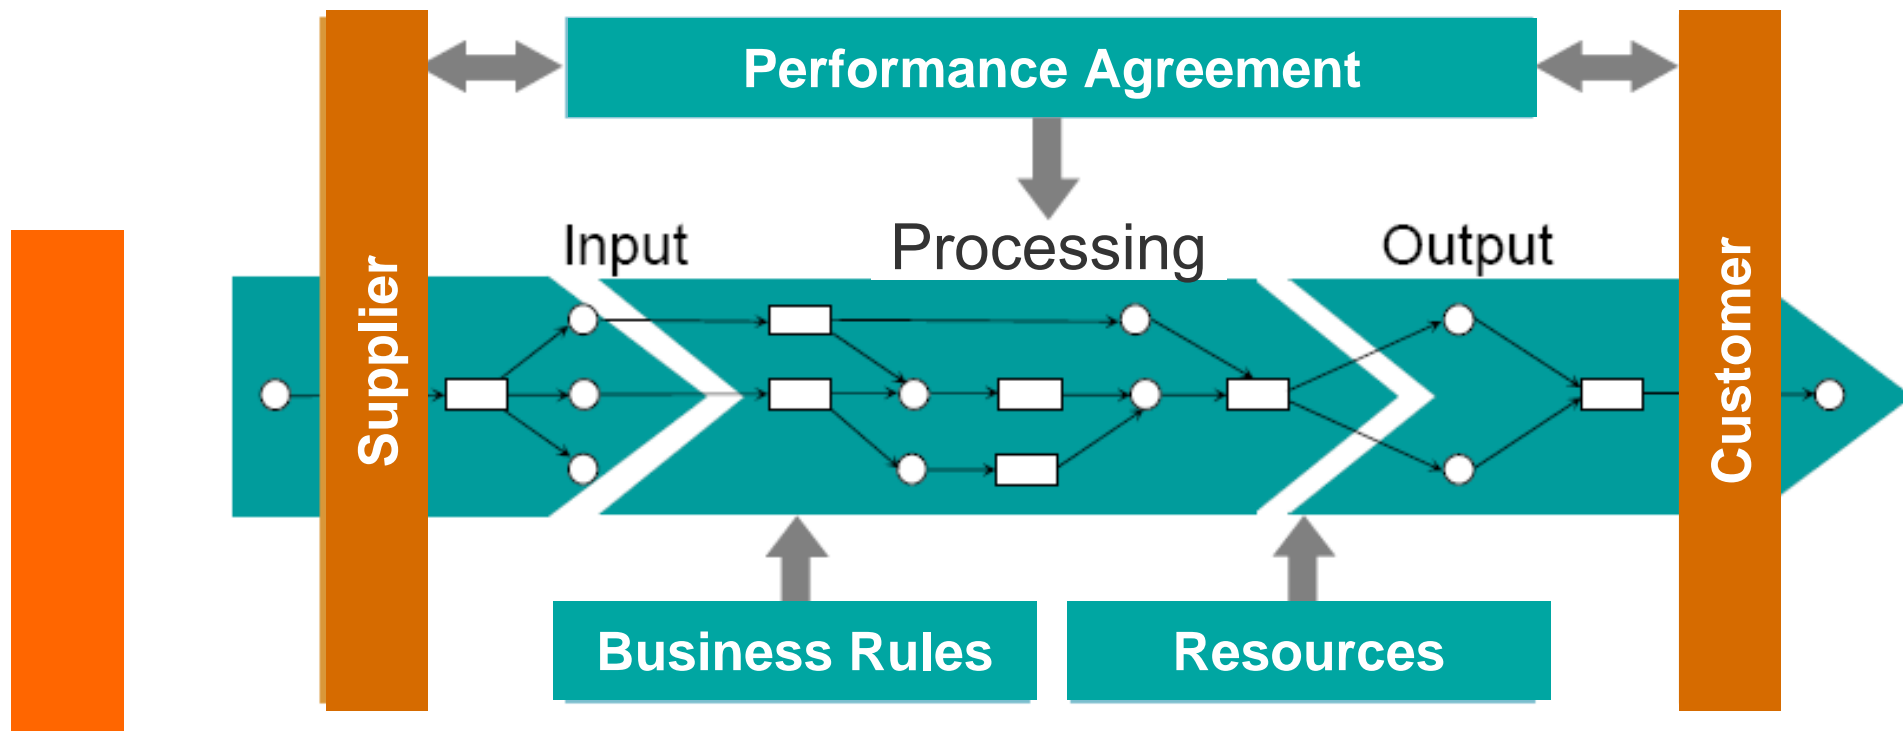 Performance Agreement
Input
Processing
Output
Supplier
Customer
Business Rules
Resources